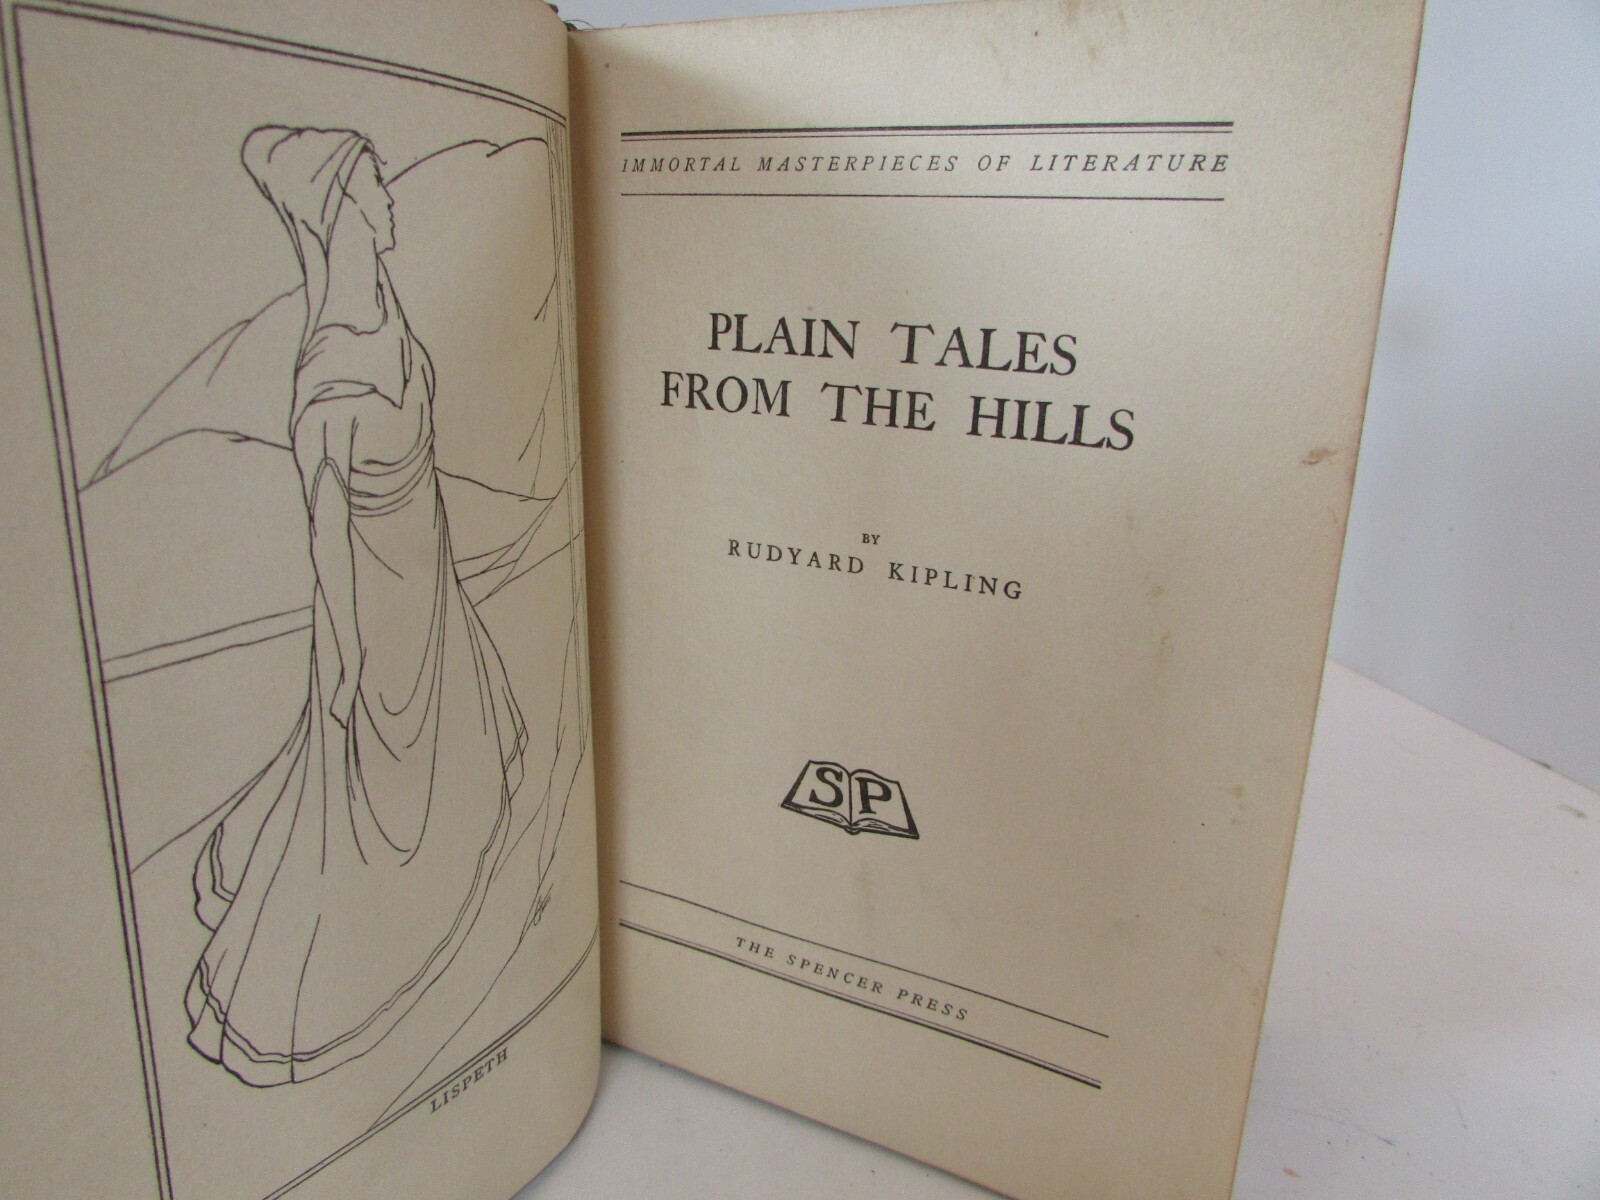 LISPETH
IMMORTAL MASTERPIECES OF LITERATURE
PLAIN TALES
FROM THE HILLS
BY
RUDYARD KIPLING
SP
THE SPENCER PRESS